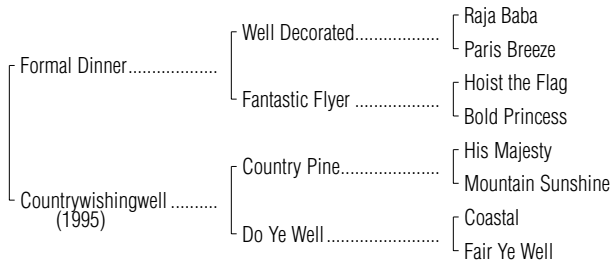 Raja Baba
Well Decorated...................
Paris Breeze
Formal Dinner....................
Hoist the Flag
Fantastic Flyer ...................
Bold Princess
His Majesty
Country Pine.....................
Mountain Sunshine
Countrywishingwell ..........
(1995)
Coastal
Do Ye Well .........................
Fair Ye Well